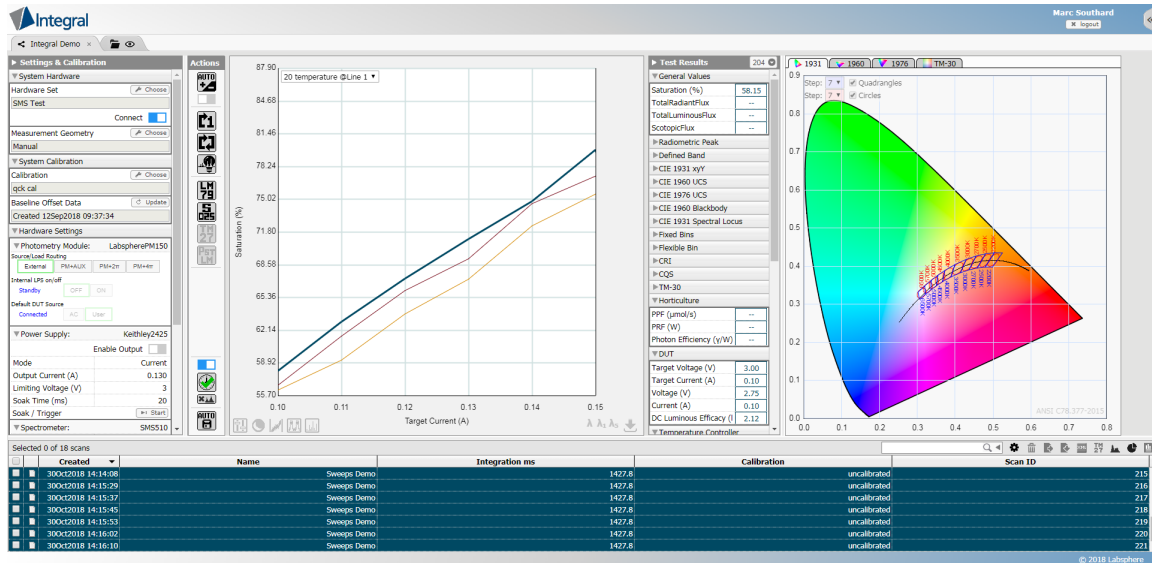 Integral
Marc Southard
logout
Integral Demo ×
Settings & Calibration
System Hardware
Hardware Set Choose
SMS Test
Connect
Measurement Geometry Choose
Manual
System Calibration
Calibration Choose
qck cal
Baseline Offset Data Update
Created 12Sep2018 09:37:34
Hardware Settings
Photometry Module: LabspherePM150
Source/Load Routing
External PM+AUX PM+2π PM+4π
Internal LPS on/off
Standby OFF ON
Default DUT Source
Connected AC User
Power Supply: Keithley2425
Enable Output
Mode Current
Output Current (A) 0.130
Limiting Voltage (V) 3
Soak Time (ms) 20
Soak / Trigger Start
Spectrometer: SMS510
Actions
AUTO
1
LM 79
S 025
TM 27
PST LM
AUTO
20 temperature @Line 1
87.90
84.68
81.46
78.24
75.02
71.80
68.58
65.36
62.14
58.92
55.70
Saturation (%)
0.10 0.11 0.12 0.13 0.14 0.15
Target Current (A)
Test Results 204
General Values
Saturation (%) 58.15
TotalRadiantFlux --
TotalLuminousFlux --
ScotopicFlux --
Radiometric Peak
Defined Band
CIE 1931 xyY
CIE 1960 UCS
CIE 1976 UCS
CIE 1960 Blackbody
CIE 1931 Spectral Locus
Fixed Bins
Flexible Bin
CRI
CQS
TM-30
Horticulture
PPF (μmol/s) --
PRF (W) --
Photon Efficiency (γ/W) --
DUT
Target Voltage (V) 3.00
Target Current (A) 0.10
Voltage (V) 2.75
Current (A) 0.10
DC Luminous Efficacy (l 2.12
Temperature Controller
1931 1960 1976 TM-30
Step: 7 Quadrangles
Step: 7 Circles
0.9
0.8
0.7
0.6
0.5
0.4
0.3
0.2
0.1
0.0
0.0 0.1 0.2 0.3 0.4 0.5 0.6 0.7 0.8
ANSI C78.377-2015
Selected 0 of 18 scans
Created Name Integration ms Calibration Scan ID
30Oct2018 14:14:08 Sweeps Demo 1427.8 uncalibrated 215
30Oct2018 14:15:29 Sweeps Demo 1427.8 uncalibrated 216
30Oct2018 14:15:37 Sweeps Demo 1427.8 uncalibrated 217
30Oct2018 14:15:45 Sweeps Demo 1427.8 uncalibrated 218
30Oct2018 14:15:53 Sweeps Demo 1427.8 uncalibrated 219
30Oct2018 14:16:02 Sweeps Demo 1427.8 uncalibrated 220
30Oct2018 14:16:10 Sweeps Demo 1427.8 uncalibrated 221
© 2018 Labsphere